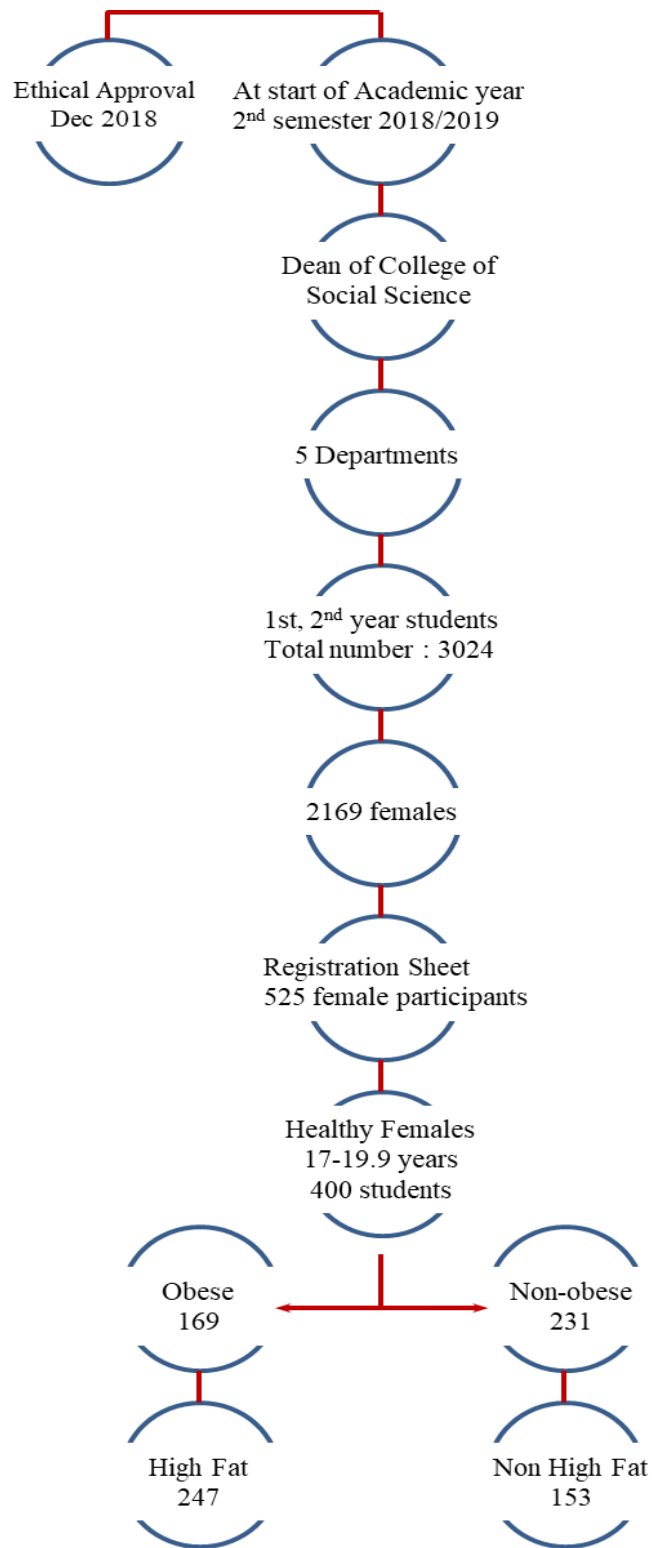 Ethical Approval
Dec 2018
At start of Academic year
2nd semester 2018/2019
Dean of College of
Social Science
5 Departments
1st, 2nd year students
Total number : 3024
2169 females
Registration Sheet
525 female participants
Healthy Females
17-19.9 years
400 students
Obese
169
Non-obese
231
High Fat
247
Non High Fat
153